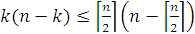 k(n − k) ≤ ⌈n/2⌉(n − ⌈n/2⌉)